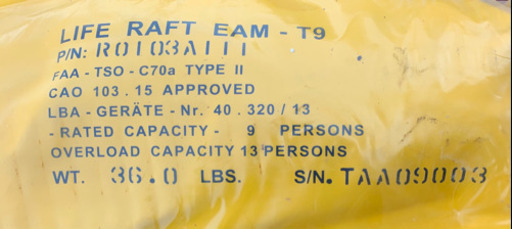 LIFE RAFT EAM - T9
P/N: R0103A111
FAA - TSO - C70a TYPE II
CAO 103 . 15 APPROVED
LBA - GERÄTE - Nr. 40 . 320 / 13
- RATED CAPACITY - 9 PERSONS
OVERLOAD CAPACITY 13 PERSONS
WT. 36.0 LBS. S/N. TAA09003